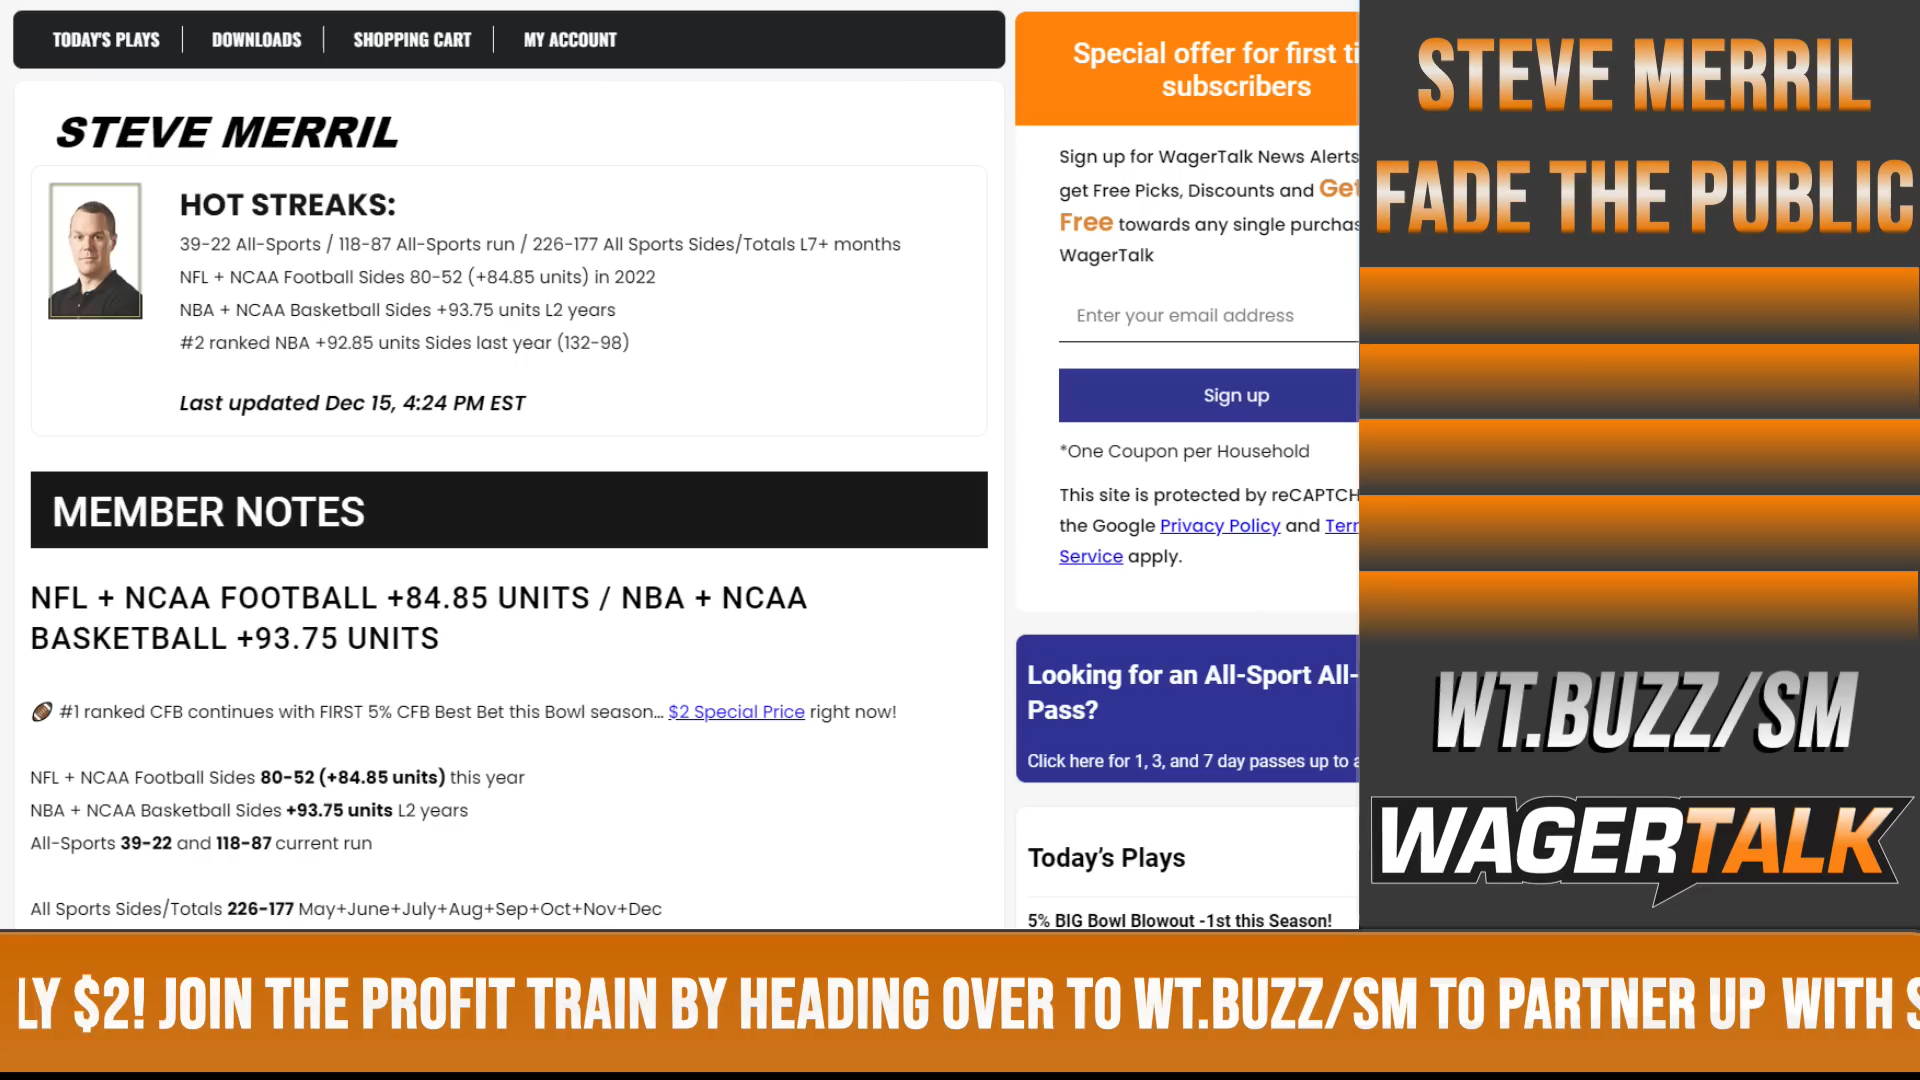 TODAY'S PLAYS
DOWNLOADS
SHOPPING CART
MY ACCOUNT
STEVE MERRIL
HOT STREAKS:
39-22 All-Sports / 118-87 All-Sports run / 226-177 All Sports Sides/Totals L7+ months
NFL + NCAA Football Sides 80-52 (+84.85 units) in 2022
NBA + NCAA Basketball Sides +93.75 units L2 years
#2 ranked NBA +92.85 units Sides last year (132-98)
Last updated Dec 15, 4:24 PM EST
MEMBER NOTES
NFL + NCAA FOOTBALL +84.85 UNITS / NBA + NCAA
BASKETBALL +93.75 UNITS
🏈 #1 ranked CFB continues with FIRST 5% CFB Best Bet this Bowl season... $2 Special Price right now!
NFL + NCAA Football Sides 80-52 (+84.85 units) this year
NBA + NCAA Basketball Sides +93.75 units L2 years
All-Sports 39-22 and 118-87 current run
All Sports Sides/Totals 226-177 May+June+July+Aug+Sep+Oct+Nov+Dec
Special offer for first ti
subscribers
Sign up for WagerTalk News Alerts
get Free Picks, Discounts and Get
Free towards any single purchas
WagerTalk
Enter your email address
Sign up
*One Coupon per Household
This site is protected by reCAPTCH
the Google Privacy Policy and Terr
Service apply.
Looking for an All-Sport All-
Pass?
Click here for 1, 3, and 7 day passes up to a
Today's Plays
5% BIG Bowl Blowout -1st this Season!
STEVE MERRIL
FADE THE PUBLIC
WT.BUZZ/SM
WAGERTALK
LY $2! JOIN THE PROFIT TRAIN BY HEADING OVER TO WT.BUZZ/SM TO PARTNER UP WITH S